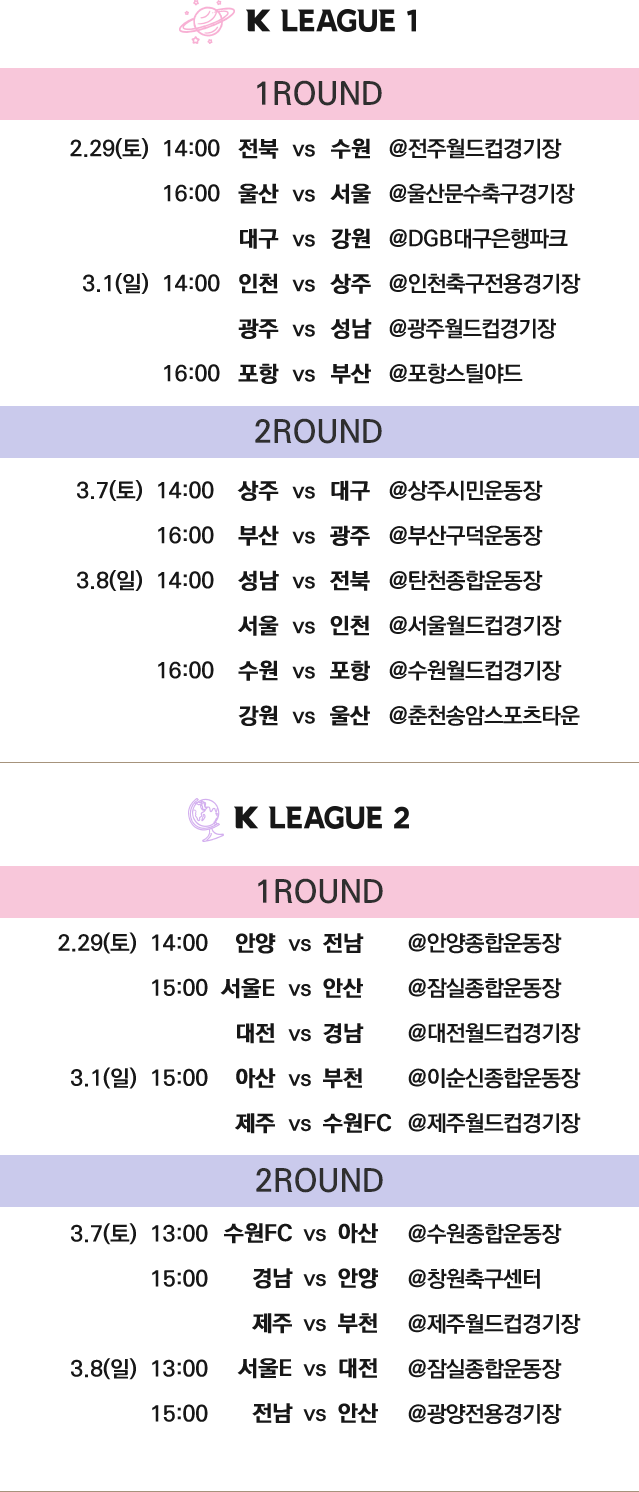 K LEAGUE 1
1ROUND
2.29(토) 14:00 전북 vs 수원 @전주월드컵경기장
16:00 울산 vs 서울 @울산문수축구경기장
대구 vs 강원 @DGB대구은행파크
3.1(일) 14:00 인천 vs 상주 @인천축구전용경기장
광주 vs 성남 @광주월드컵경기장
16:00 포항 vs 부산 @포항스틸야드
2ROUND
3.7(토) 14:00 상주 vs 대구 @상주시민운동장
16:00 부산 vs 광주 @부산구덕운동장
3.8(일) 14:00 성남 vs 전북 @탄천종합운동장
서울 vs 인천 @서울월드컵경기장
16:00 수원 vs 포항 @수원월드컵경기장
강원 vs 울산 @춘천송암스포츠타운
K LEAGUE 2
1ROUND
2.29(토) 14:00 안양 vs 전남 @안양종합운동장
15:00 서울E vs 안산 @잠실종합운동장
대전 vs 경남 @대전월드컵경기장
3.1(일) 15:00 아산 vs 부천 @이순신종합운동장
제주 vs 수원FC @제주월드컵경기장
2ROUND
3.7(토) 13:00 수원FC vs 아산 @수원종합운동장
15:00 경남 vs 안양 @창원축구센터
제주 vs 부천 @제주월드컵경기장
3.8(일) 13:00 서울E vs 대전 @잠실종합운동장
15:00 전남 vs 안산 @광양전용경기장